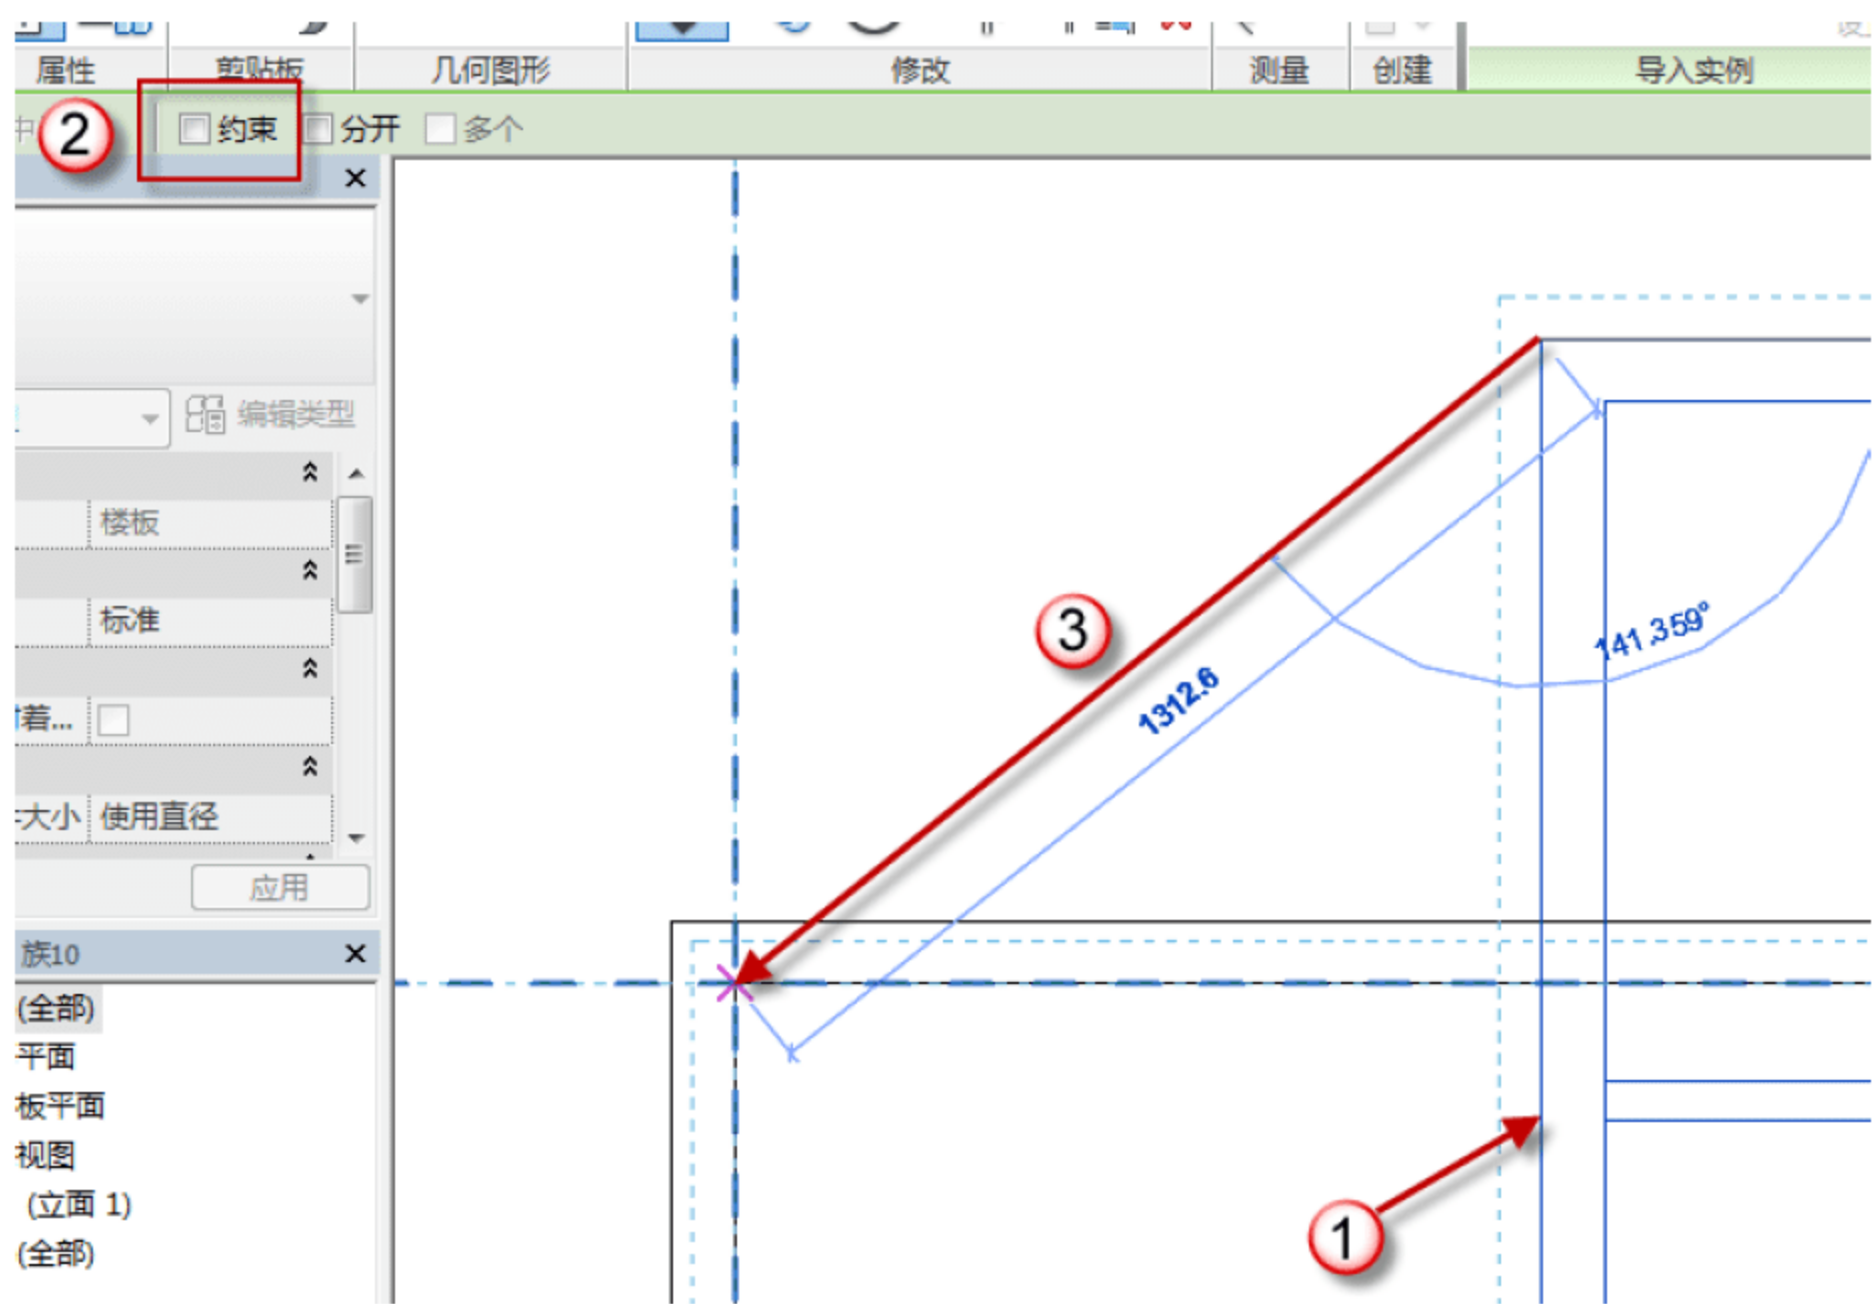 属性 剪贴板 几何图形 修改 测量 创建 导入实例
2 约束 分开 多个
编辑类型
楼板
标准
着...
大小 使用直径
应用
族10
(全部)
平面
板平面
视图
(立面 1)
(全部)
141.359°
3
1312.6
1